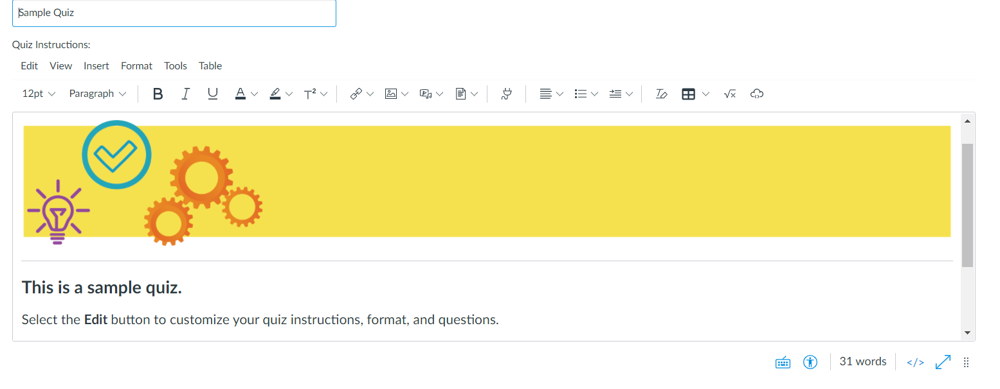 Sample Quiz
Quiz Instructions:
Edit View Insert Format Tools Table
12pt Paragraph B I U A T² √x
This is a sample quiz.
Select the Edit button to customize your quiz instructions, format, and questions.
31 words </>